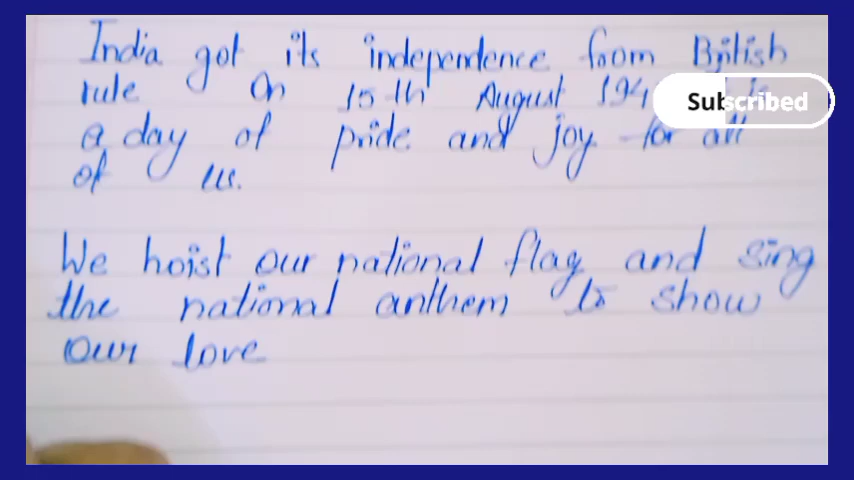 India got its independence from British
rule on 15th August 194
Subscribed
a day of pride and joy for all
of us.
We hoist our national flag and sing
the national anthem to show
our love